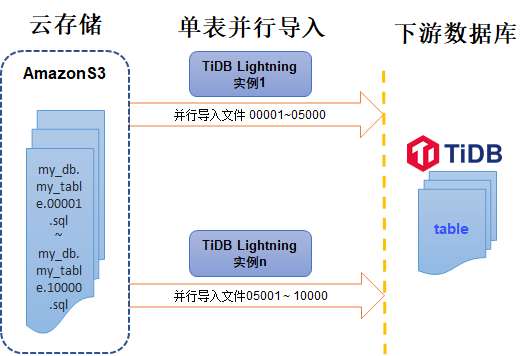 云存储
单表并行导入
下游数据库
AmazonS3
my_db.
my_tabl
e.00001
.sql
~
my_db.
my_tabl
e.10000
.sql
TiDB Lightning
实例1
并行导入文件 00001~05000
TiDB Lightning
实例n
并行导入文件05001 ~ 10000
TiDB
table